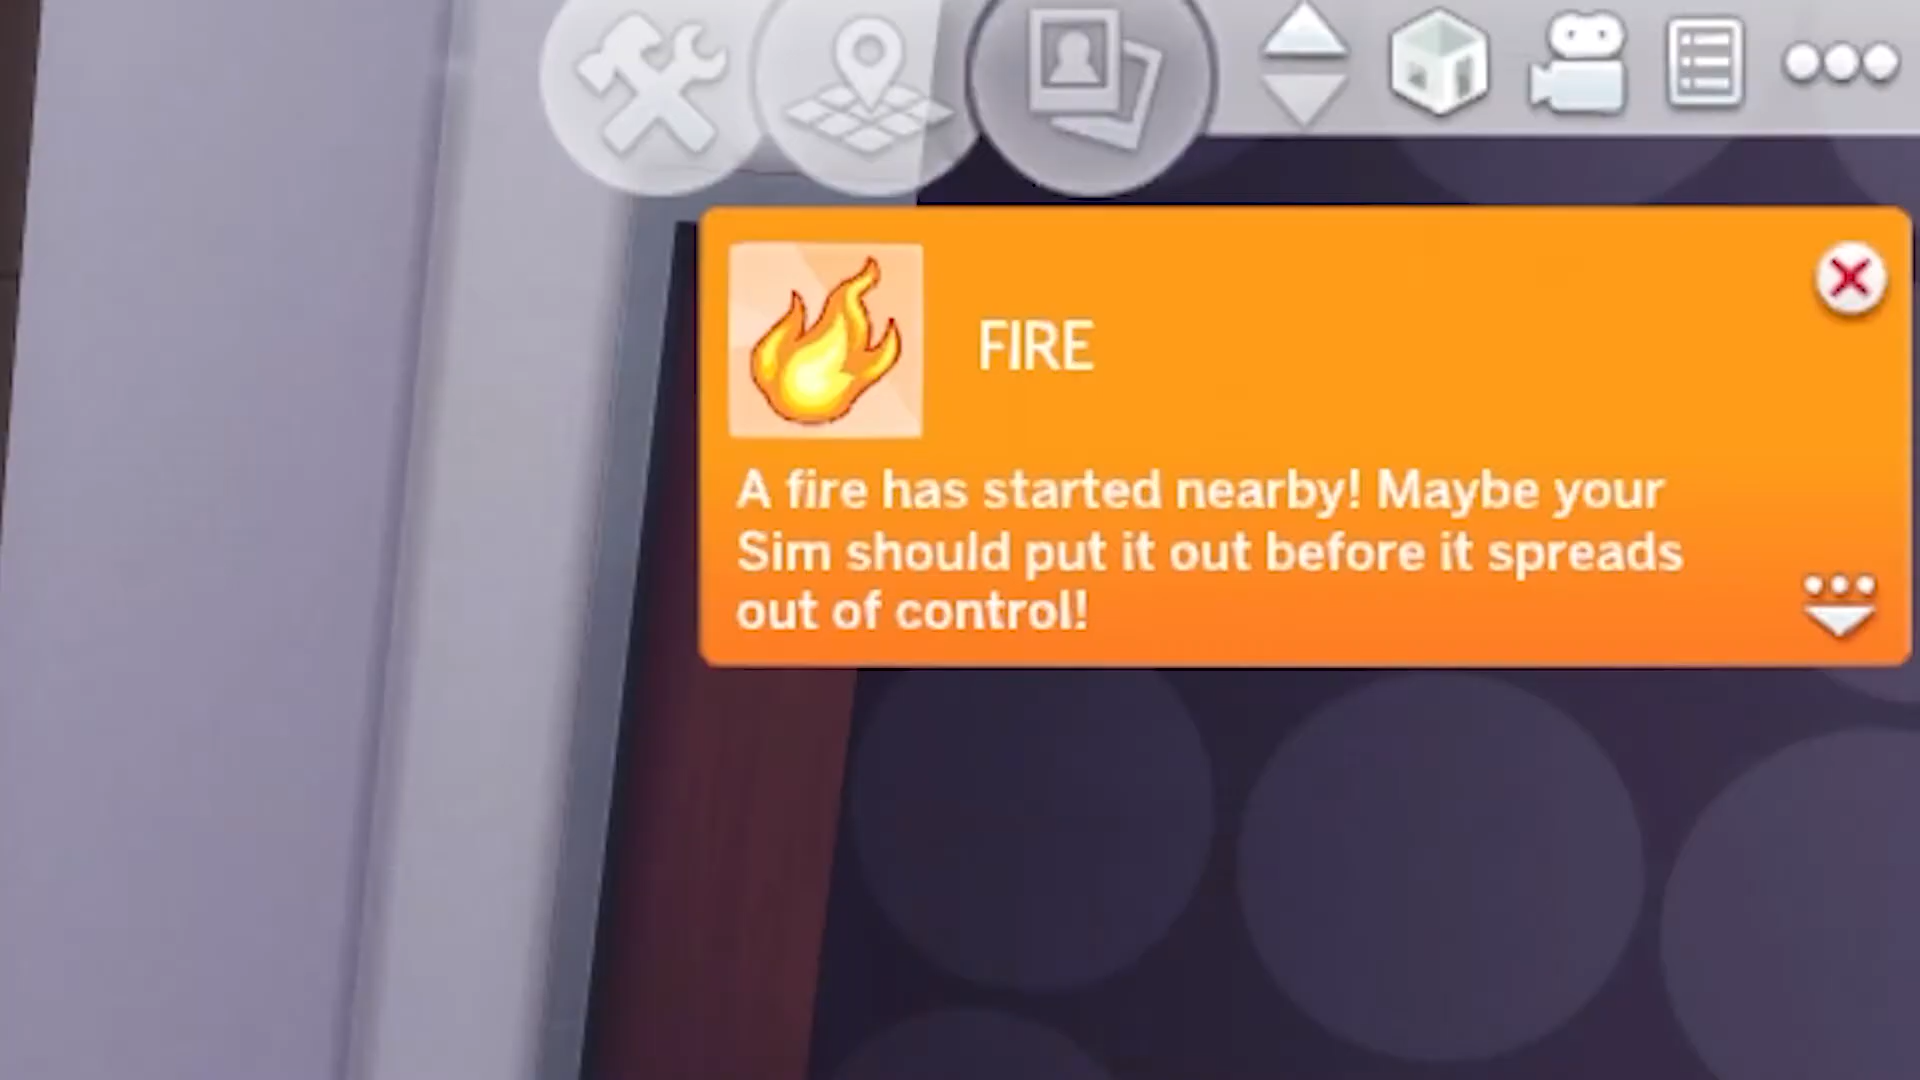 FIRE
A fire has started nearby! Maybe your
Sim should put it out before it spreads
out of control!